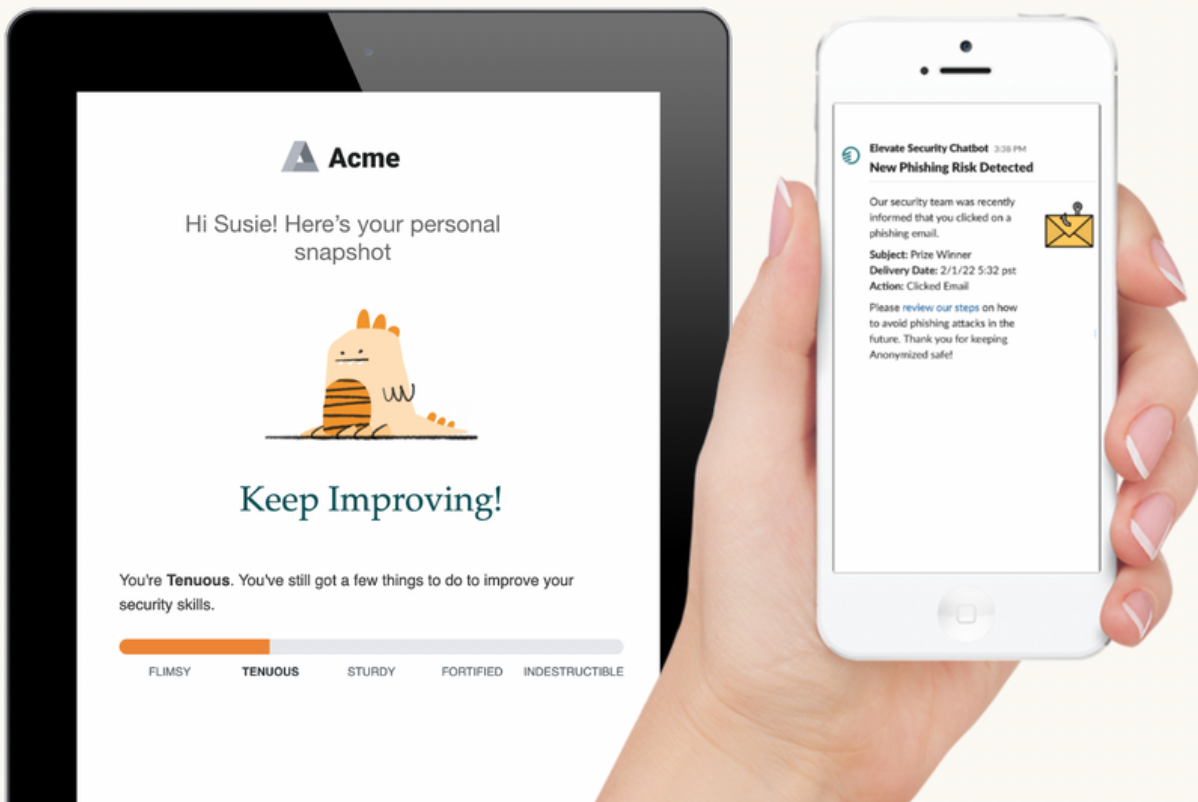 Acme
Hi Susie! Here's your personal
snapshot
Keep Improving!
You're Tenuous. You've still got a few things to do to improve your
security skills.
FLIMSY TENUOUS STURDY FORTIFIED INDESTRUCTIBLE
Elevate Security Chatbot 3:38 PM
New Phishing Risk Detected
Our security team was recently
informed that you clicked on a
phishing email.
Subject: Prize Winner
Delivery Date: 2/1/22 5:32 pst
Action: Clicked Email
Please review our steps on how
to avoid phishing attacks in the
future. Thank you for keeping
Anonymized safe!